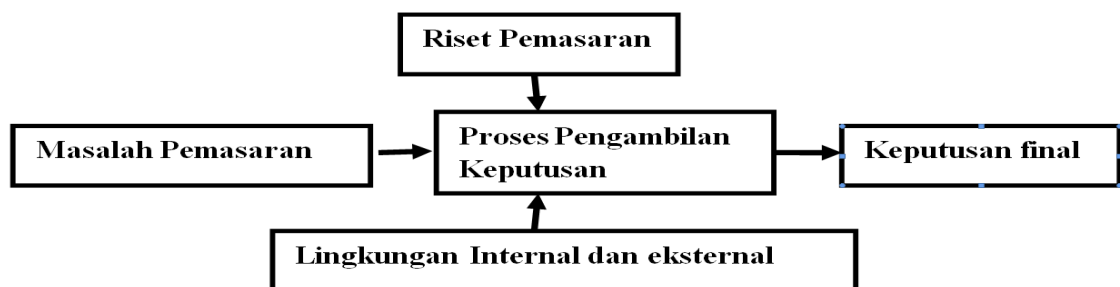 Riset Pemasaran
Masalah Pemasaran
Proses Pengambilan
Keputusan
Keputusan final
Lingkungan Internal dan eksternal